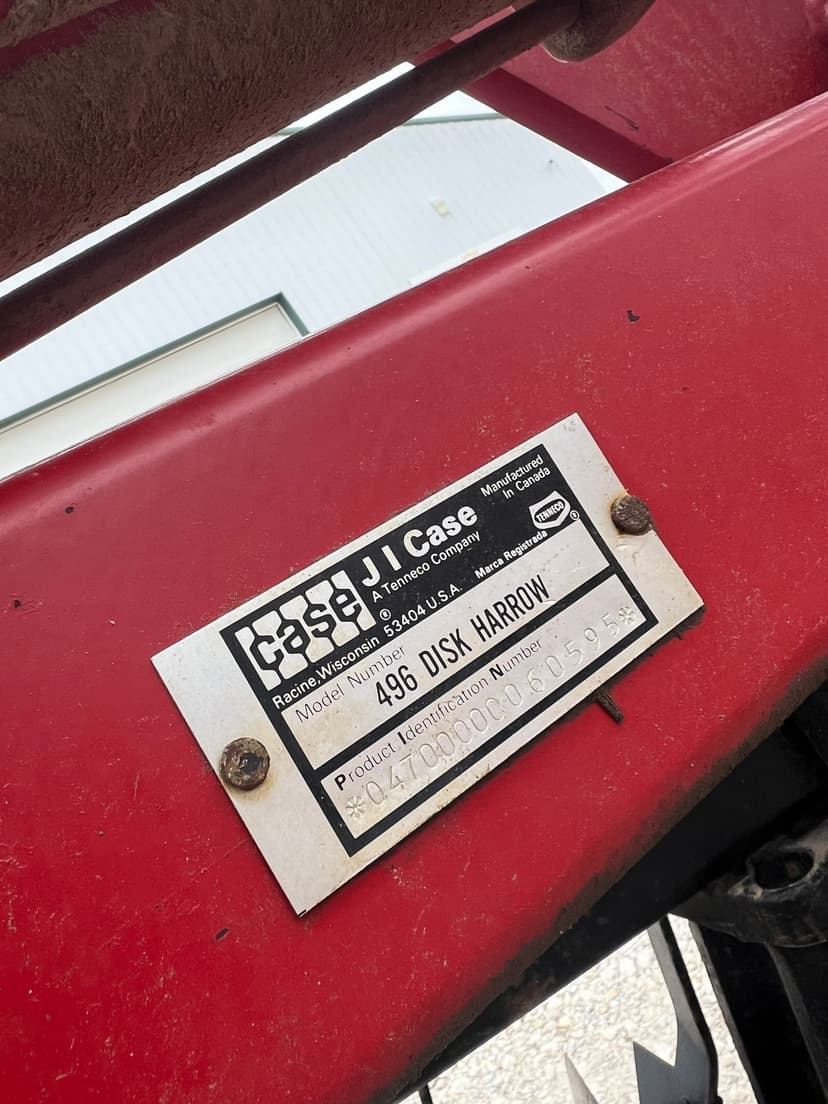 case
J I Case
A Tenneco Company
Manufactured
In Canada
TENNECO
®
®
Racine, Wisconsin 53404 U.S.A.
Marca Registrada
Model Number
496 DISK HARROW
Product Identification Number
*04700000060595*